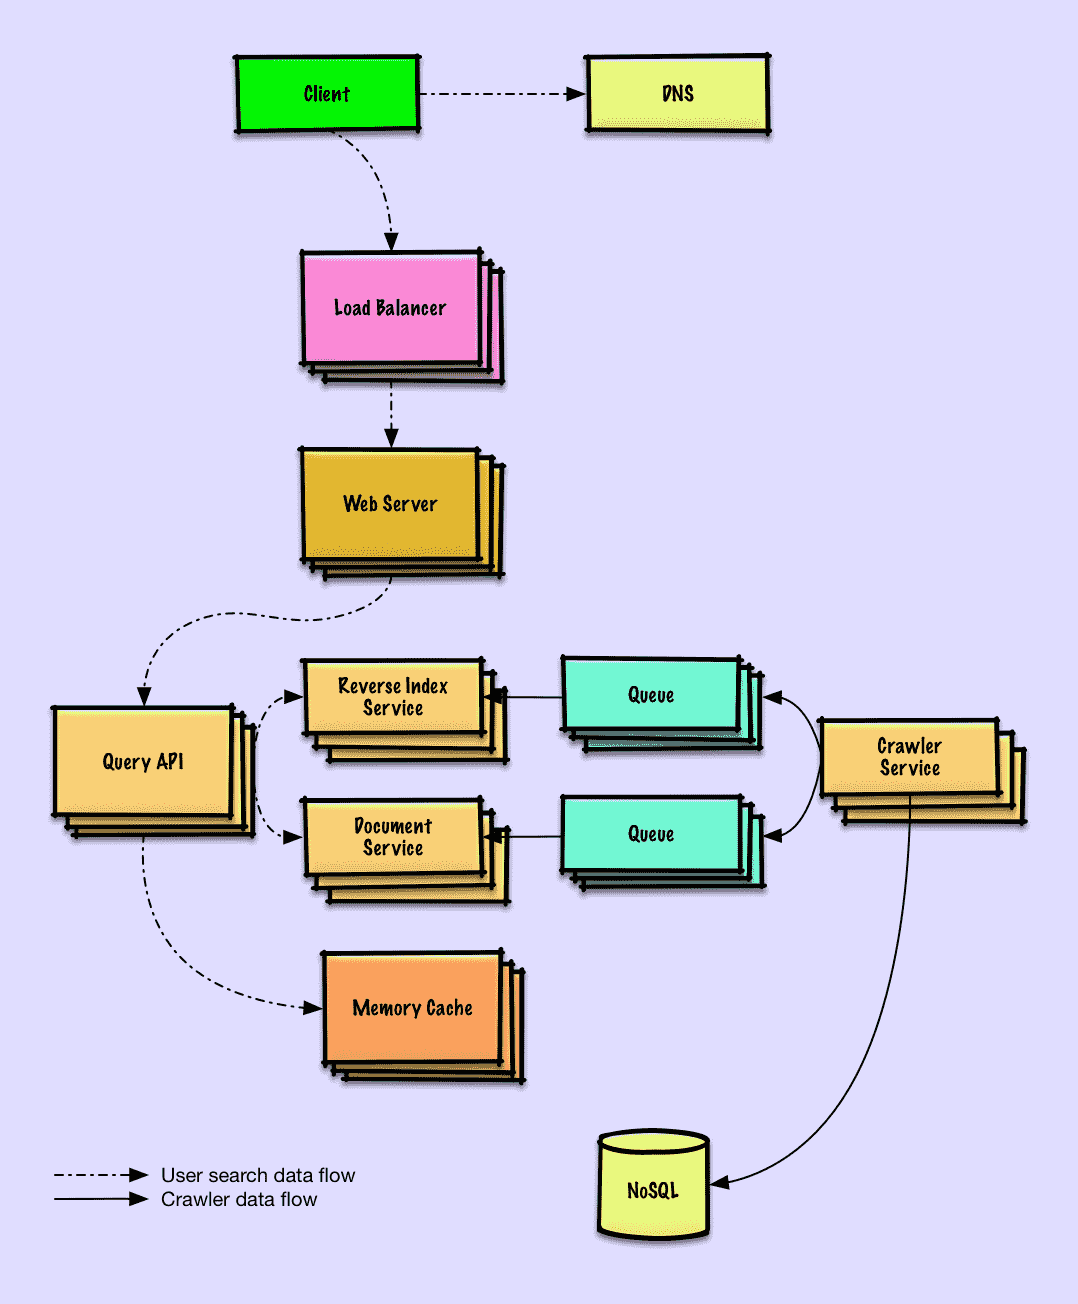 Client
DNS
Load Balancer
Web Server
Reverse Index
Service
Queue
Query API
Crawler
Service
Document
Service
Queue
Memory Cache
NoSQL
User search data flow
Crawler data flow